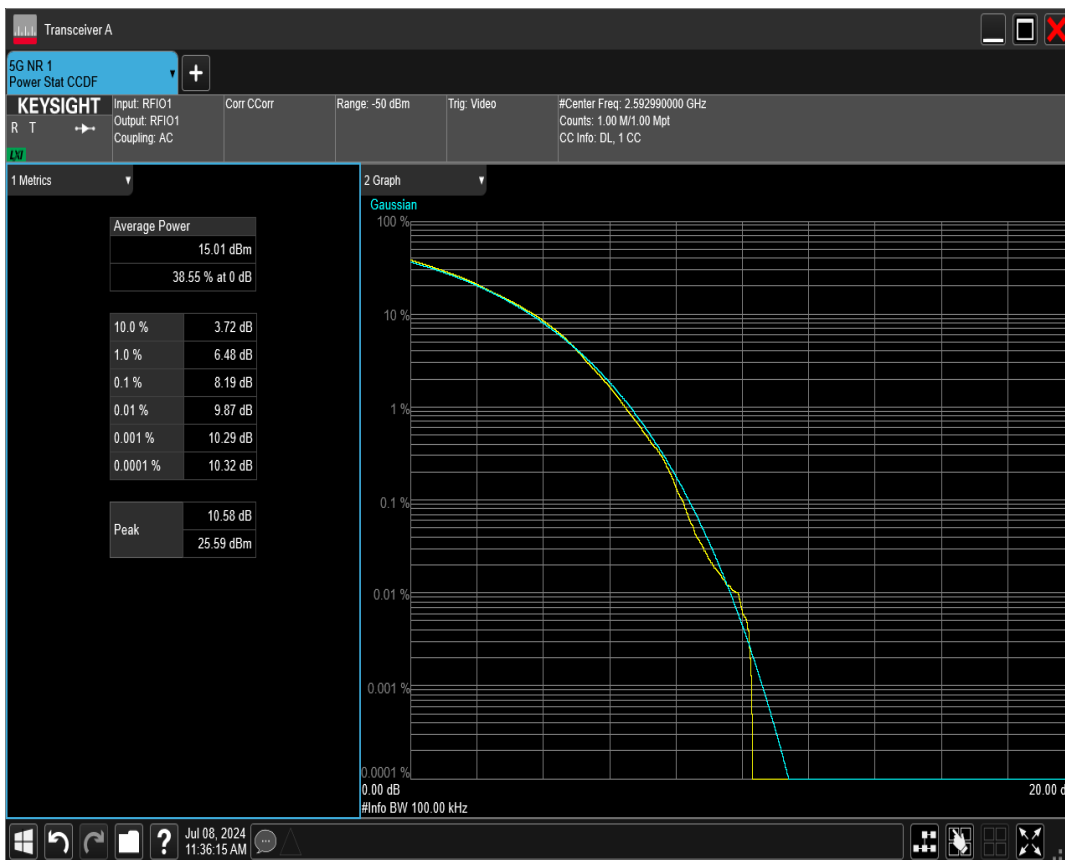 Transceiver A
5G NR 1
Power Stat CCDF
KEYSIGHT
R T
LXI
Input: RFIO1
Output: RFIO1
Coupling: AC
Corr CCorr
Range: -50 dBm
Trig: Video
#Center Freq: 2.592990000 GHz
Counts: 1.00 M/1.00 Mpt
CC Info: DL, 1 CC
1 Metrics
Average Power
15.01 dBm
38.55 % at 0 dB
10.0 % 3.72 dB
1.0 % 6.48 dB
0.1 % 8.19 dB
0.01 % 9.87 dB
0.001 % 10.29 dB
0.0001 % 10.32 dB
Peak
10.58 dB
25.59 dBm
2 Graph
Gaussian
100 %
10 %
1 %
0.1 %
0.01 %
0.001 %
0.0001 %
0.00 dB 20.00 d
#Info BW 100.00 kHz
?
Jul 08, 2024
11:36:15 AM